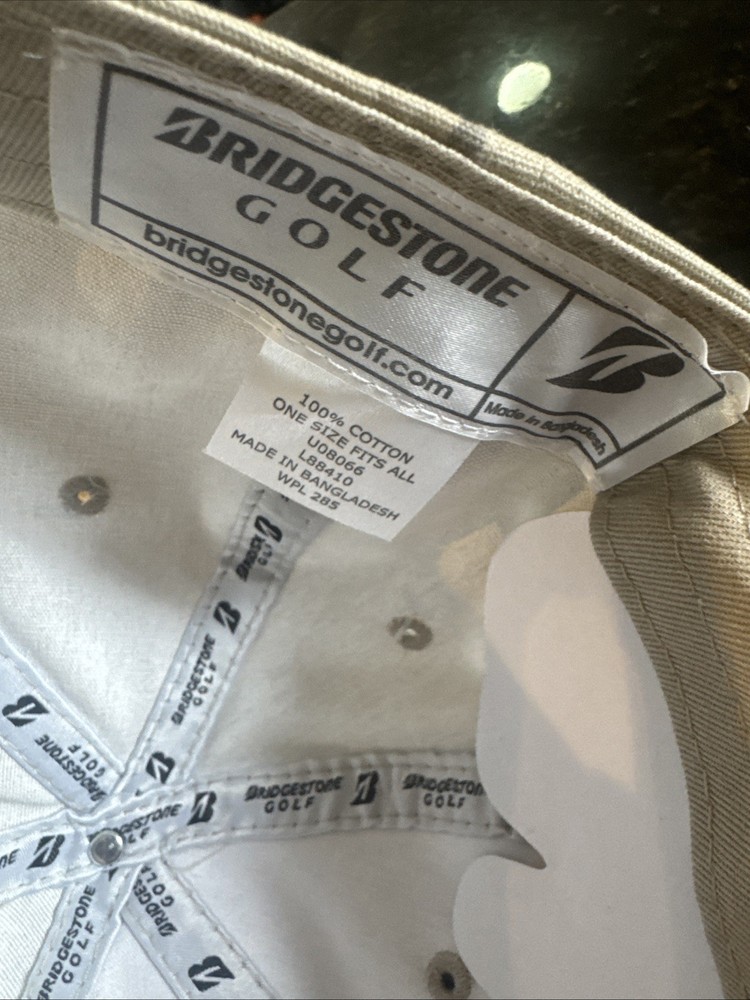 BRIDGESTONE
GOLF
bridgestonegolf.com
Made in Bangladesh
100% COTTON
ONE SIZE FITS ALL
U08066
L88410
MADE IN BANGLADESH
WPL 285
BRIDGESTONE
GOLF
BRIDGESTONE
GOLF
BRIDGESTONE
GOLF
BRIDGESTONE
GOLF
BRIDGESTONE
GOLF